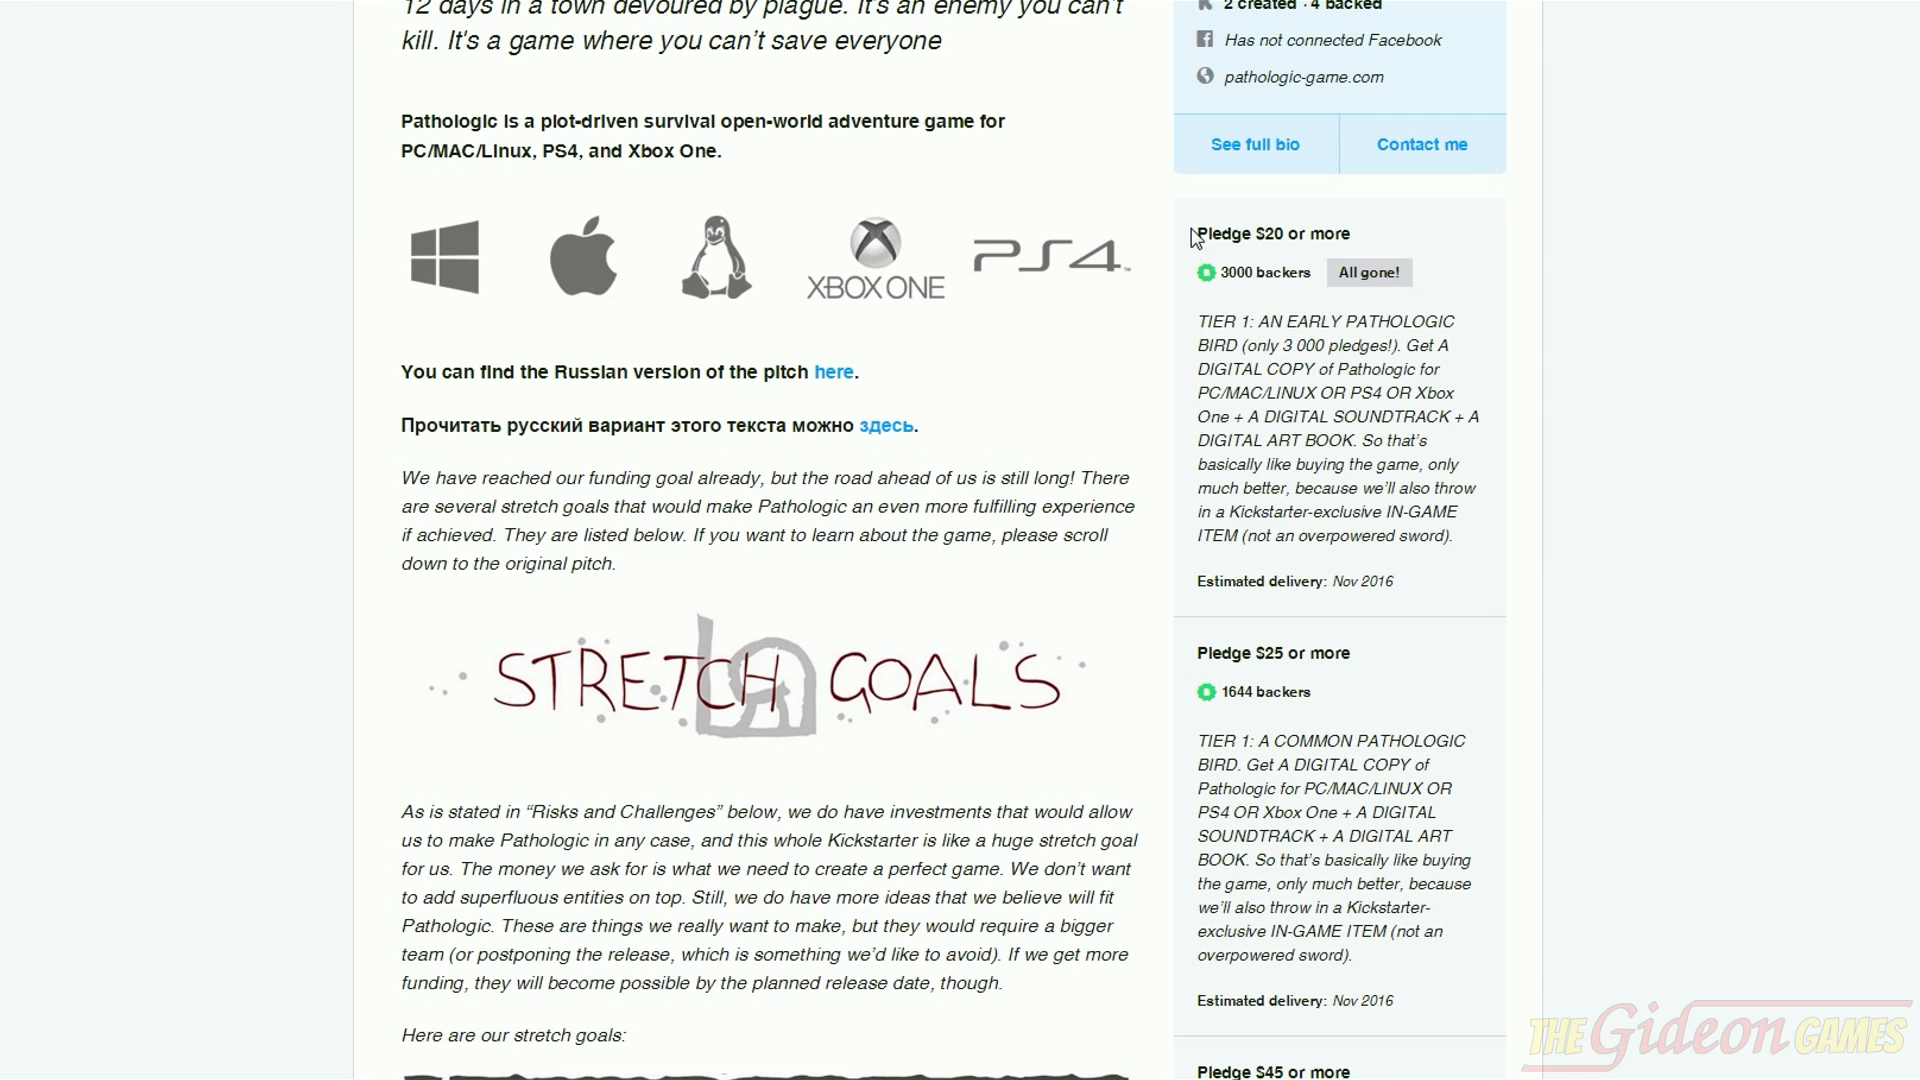 12 days in a town devoured by plague. It's an enemy you can't
kill. It's a game where you can’t save everyone
Pathologic is a plot-driven survival open-world adventure game for
PC/MAC/Linux, PS4, and Xbox One.
XBOX ONE
PS4
You can find the Russian version of the pitch here.
Прочитать русский вариант этого текста можно здесь.
We have reached our funding goal already, but the road ahead of us is still long! There
are several stretch goals that would make Pathologic an even more fulfilling experience
if achieved. They are listed below. If you want to learn about the game, please scroll
down to the original pitch.
STRETCH GOALS
As is stated in “Risks and Challenges” below, we do have investments that would allow
us to make Pathologic in any case, and this whole Kickstarter is like a huge stretch goal
for us. The money we ask for is what we need to create a perfect game. We don’t want
to add superfluous entities on top. Still, we do have more ideas that we believe will fit
Pathologic. These are things we really want to make, but they would require a bigger
team (or postponing the release, which is something we’d like to avoid). If we get more
funding, they will become possible by the planned release date, though.
Here are our stretch goals:
2 created · 4 backed
Has not connected Facebook
pathologic-game.com
See full bio
Contact me
Pledge $20 or more
3000 backers
All gone!
TIER 1: AN EARLY PATHOLOGIC
BIRD (only 3 000 pledges!). Get A
DIGITAL COPY of Pathologic for
PC/MAC/LINUX OR PS4 OR Xbox
One + A DIGITAL SOUNDTRACK + A
DIGITAL ART BOOK. So that’s
basically like buying the game, only
much better, because we’ll also throw
in a Kickstarter-exclusive IN-GAME
ITEM (not an overpowered sword).
Estimated delivery: Nov 2016
Pledge $25 or more
1644 backers
TIER 1: A COMMON PATHOLOGIC
BIRD. Get A DIGITAL COPY of
Pathologic for PC/MAC/LINUX OR
PS4 OR Xbox One + A DIGITAL
SOUNDTRACK + A DIGITAL ART
BOOK. So that’s basically like buying
the game, only much better, because
we’ll also throw in a Kickstarter-
exclusive IN-GAME ITEM (not an
overpowered sword).
Estimated delivery: Nov 2016
Pledge $45 or more
THE Gideon GAMES